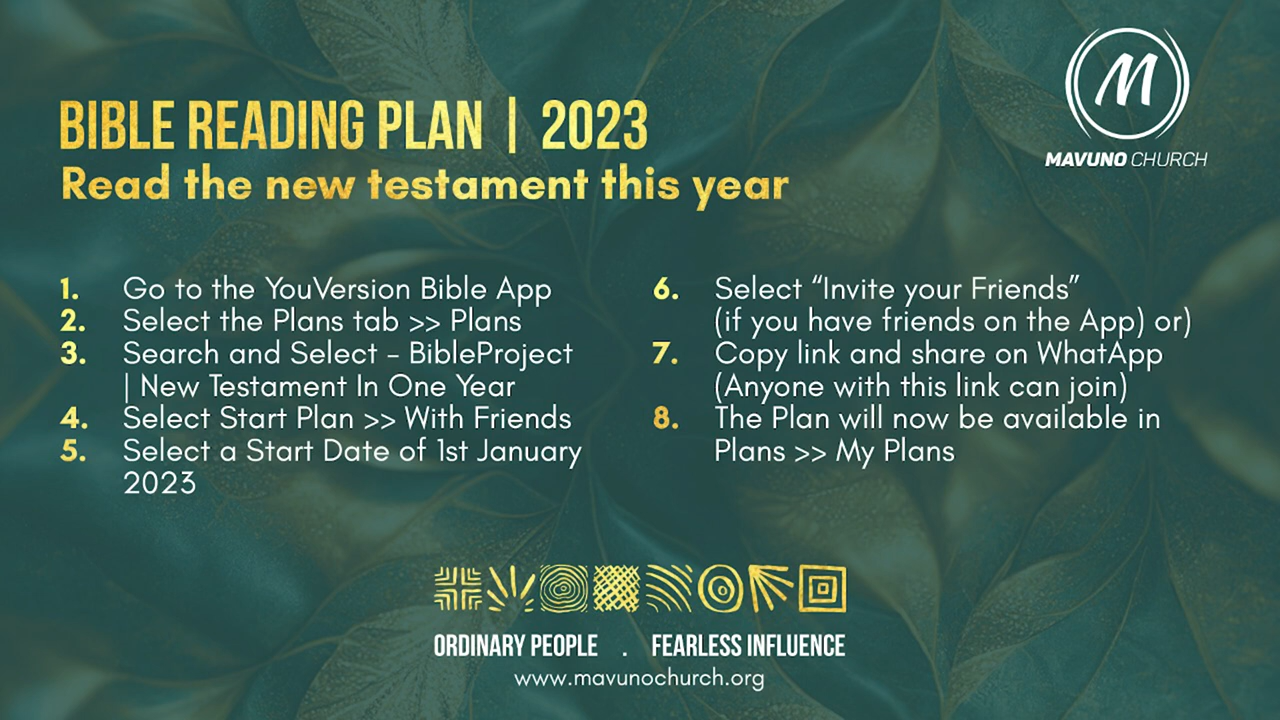 BIBLE READING PLAN | 2023
Read the new testament this year
M
MAVUNO CHURCH
1. Go to the YouVersion Bible App
2. Select the Plans tab >> Plans
3. Search and Select - BibleProject
| New Testament In One Year
4. Select Start Plan >> With Friends
5. Select a Start Date of 1st January
2023
6. Select “Invite your Friends”
(if you have friends on the App) or)
7. Copy link and share on WhatApp
(Anyone with this link can join)
8. The Plan will now be available in
Plans >> My Plans
ORDINARY PEOPLE . FEARLESS INFLUENCE
www.mavunochurch.org